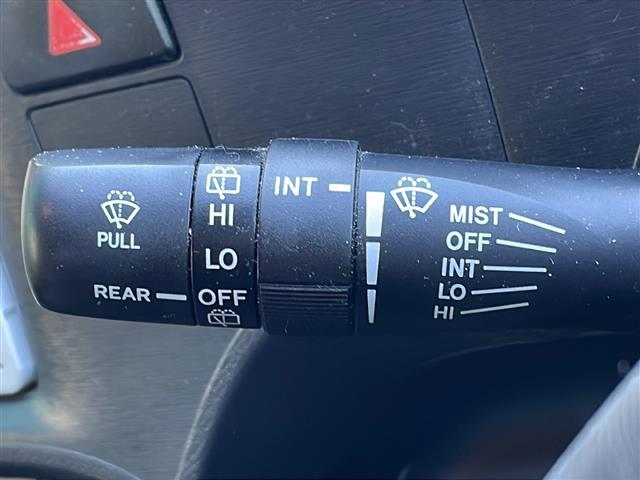 PULL
REAR
HI
LO
OFF
INT
MIST
OFF
INT
LO
HI